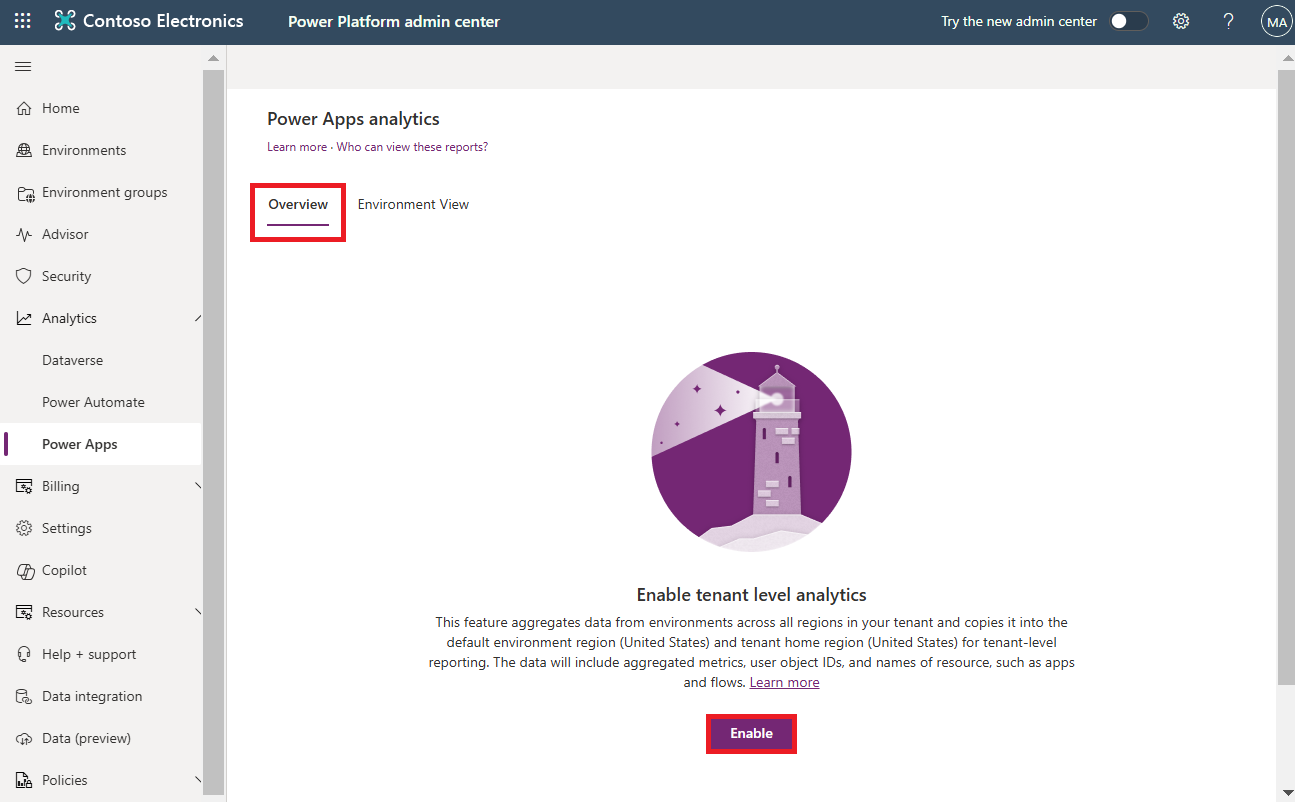 Contoso Electronics
Power Platform admin center
Try the new admin center
MA
Home
Environments
Environment groups
Advisor
Security
Analytics
Dataverse
Power Automate
Power Apps
Billing
Settings
Copilot
Resources
Help + support
Data integration
Data (preview)
Policies
Power Apps analytics
Learn more · Who can view these reports?
Overview
Environment View
Enable tenant level analytics
This feature aggregates data from environments across all regions in your tenant and copies it into the
default environment region (United States) and tenant home region (United States) for tenant-level
reporting. The data will include aggregated metrics, user object IDs, and names of resource, such as apps
and flows. Learn more
Enable